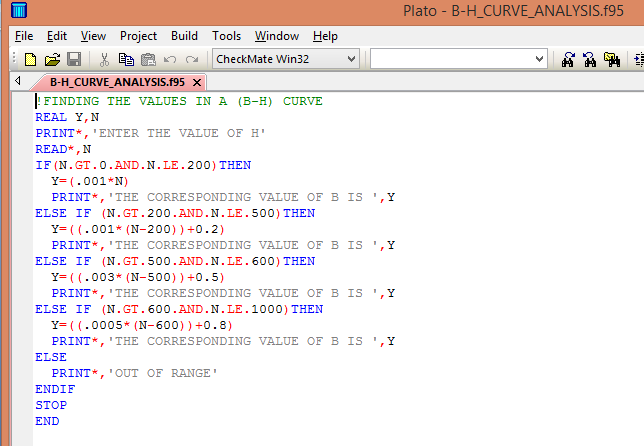 Plato - B-H_CURVE_ANALYSIS.f95
File Edit View Project Build Tools Window Help
CheckMate Win32
B-H_CURVE_ANALYSIS.f95
!FINDING THE VALUES IN A (B-H) CURVE
REAL Y,N
PRINT*,'ENTER THE VALUE OF H'
READ*,N
IF(N.GT.0.AND.N.LE.200)THEN
  Y=(.001*N)
  PRINT*,'THE CORRESPONDING VALUE OF B IS ',Y
ELSE IF (N.GT.200.AND.N.LE.500)THEN
  Y=((.001*(N-200))+0.2)
  PRINT*,'THE CORRESPONDING VALUE OF B IS ',Y
ELSE IF (N.GT.500.AND.N.LE.600)THEN
  Y=((.003*(N-500))+0.5)
  PRINT*,'THE CORRESPONDING VALUE OF B IS ',Y
ELSE IF (N.GT.600.AND.N.LE.1000)THEN
  Y=((.0005*(N-600))+0.8)
  PRINT*,'THE CORRESPONDING VALUE OF B IS ',Y
ELSE
  PRINT*,'OUT OF RANGE'
ENDIF
STOP
END